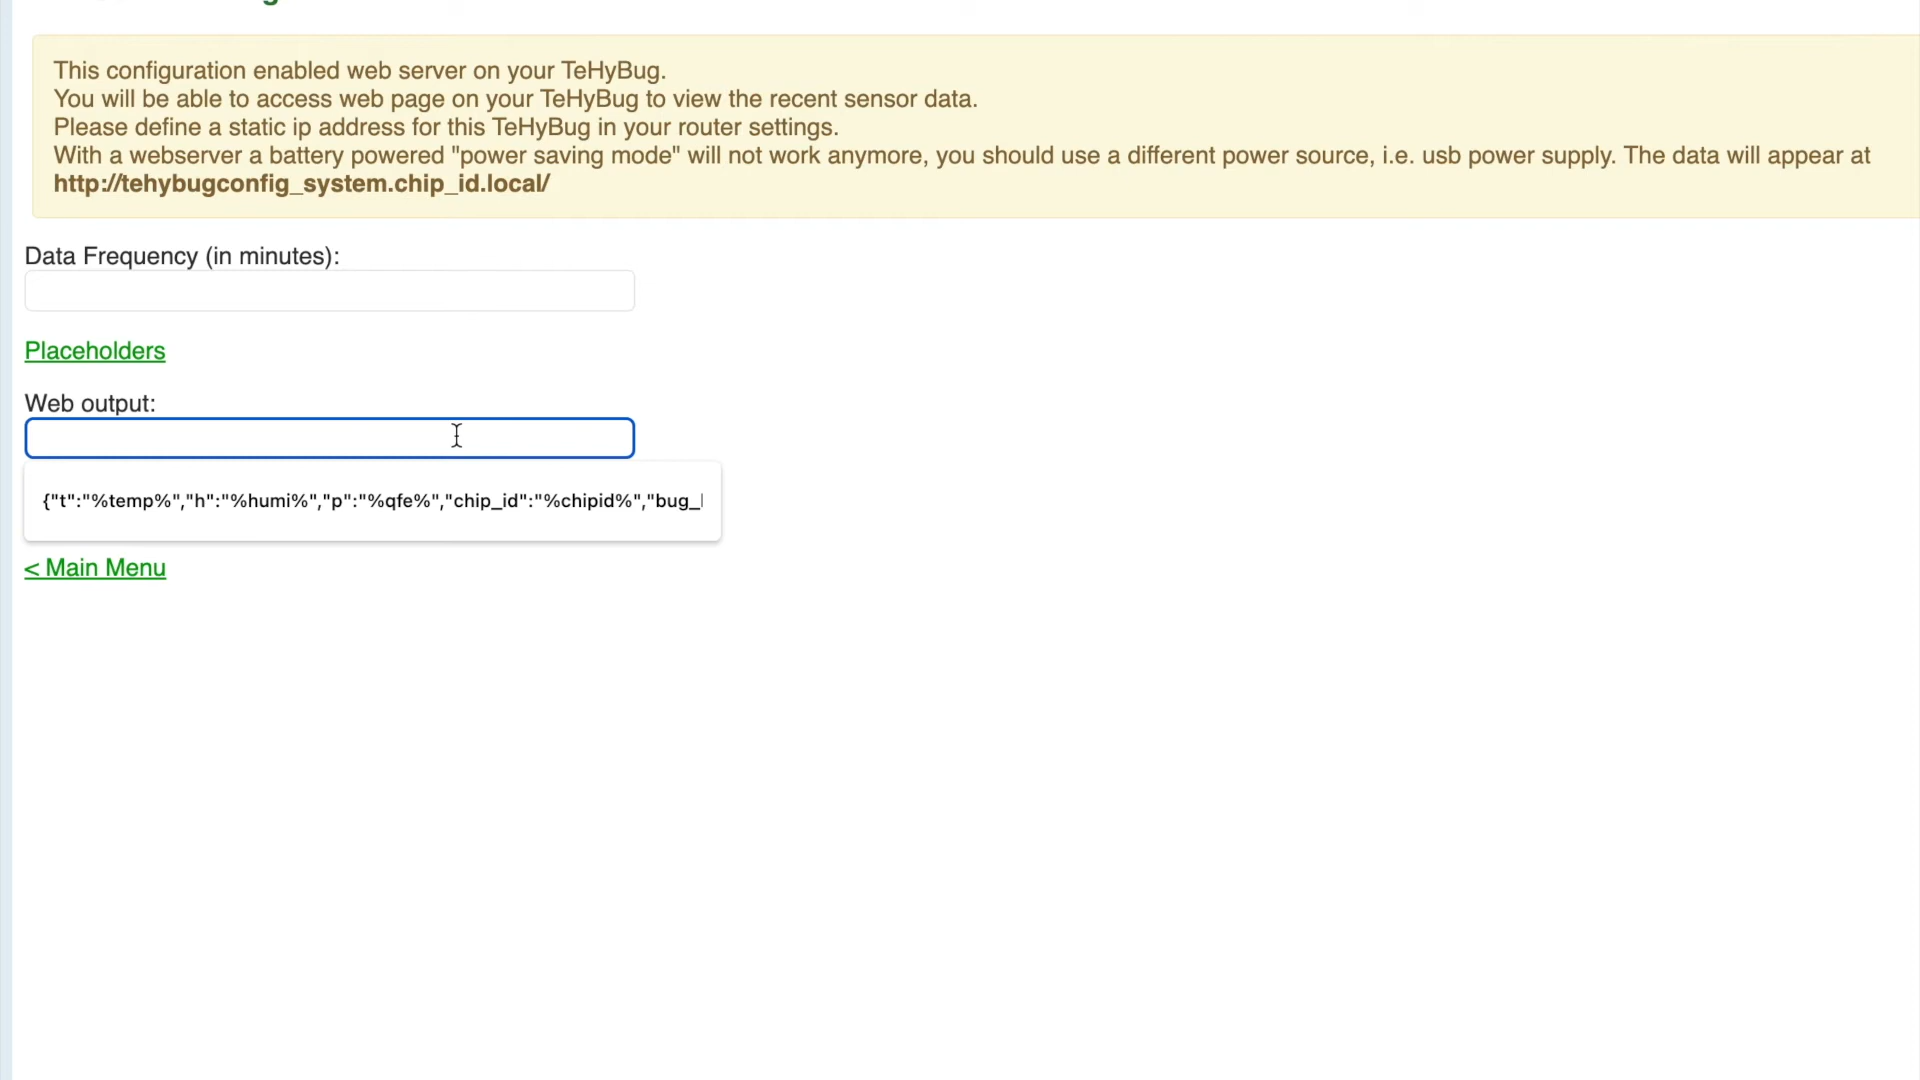 This configuration enabled web server on your TeHyBug.
You will be able to access web page on your TeHyBug to view the recent sensor data.
Please define a static ip address for this TeHyBug in your router settings.
With a webserver a battery powered "power saving mode" will not work anymore, you should use a different power source, i.e. usb power supply. The data will appear at
http://tehybugconfig_system.chip_id.local/
Data Frequency (in minutes):
Placeholders
Web output:
{"t":"%temp%","h":"%humi%","p":"%qfe%","chip_id":"%chipid%","bug_
< Main Menu